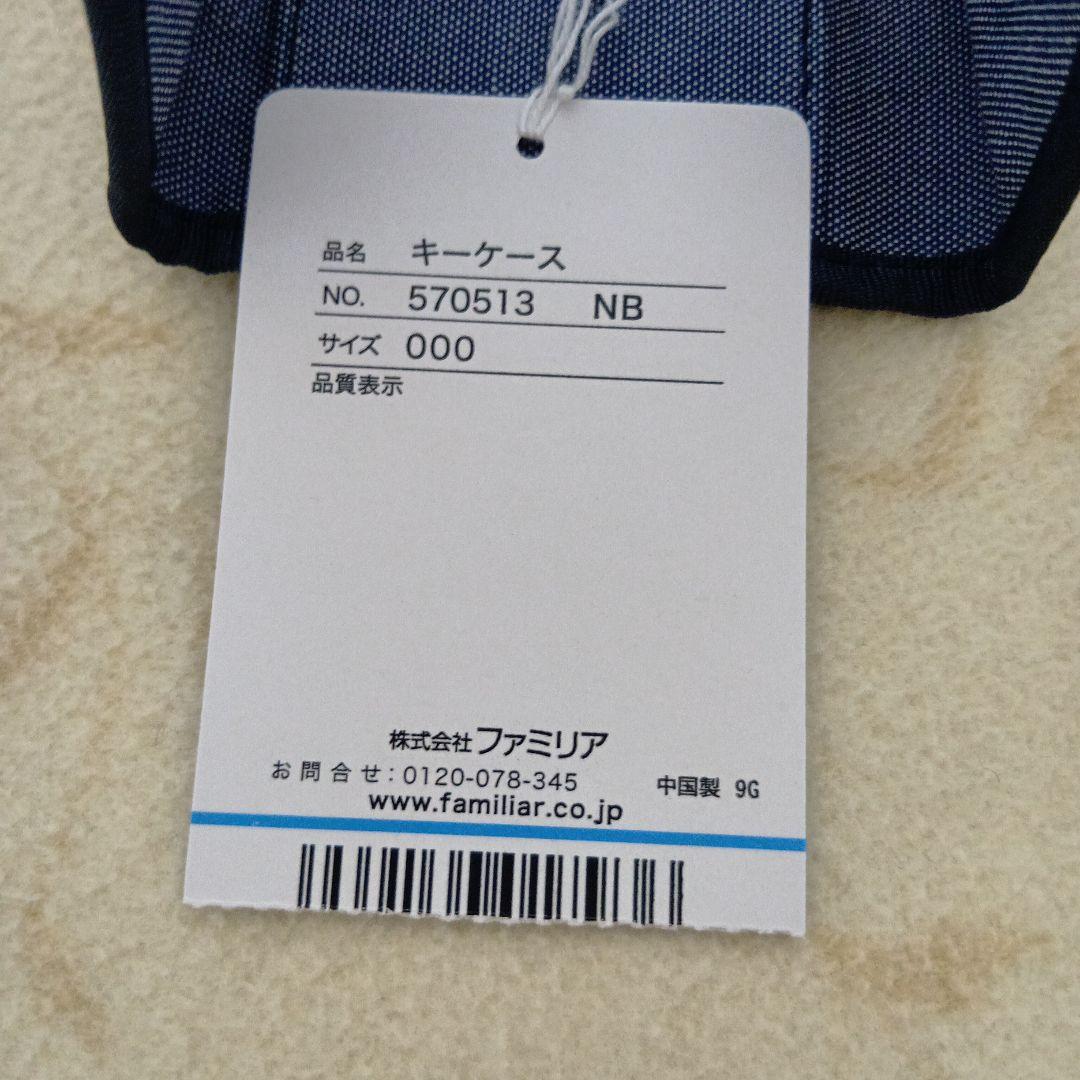 品名 キーケース
NO. 570513 NB
サイズ 000
品質表示
株式会社ファミリア
お問合せ:0120-078-345 中国製 9G
www.familiar.co.jp